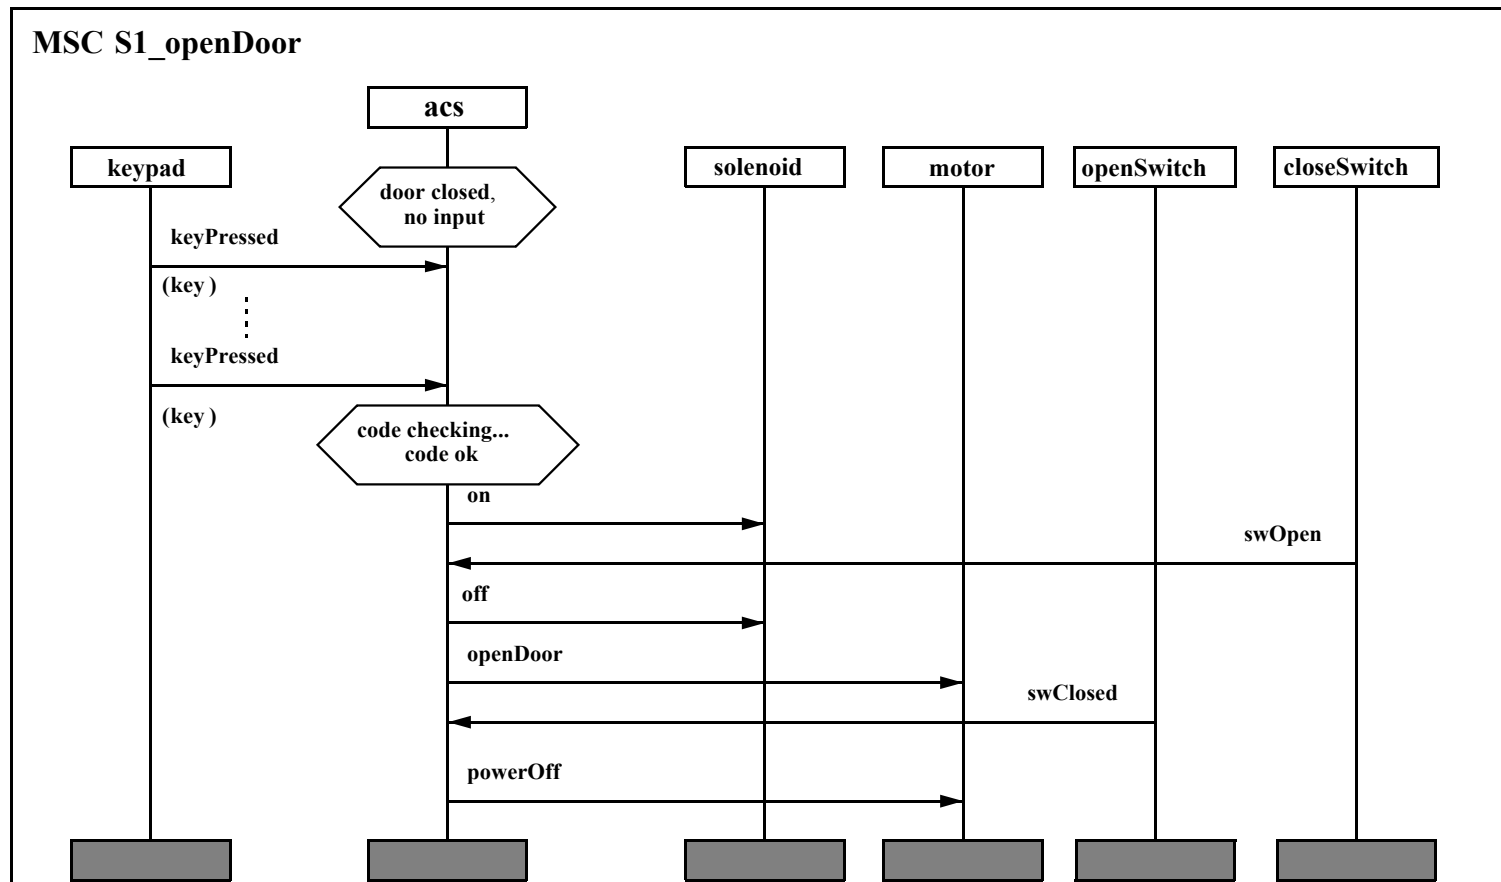 MSC S1_openDoor
acs
keypad
solenoid
motor
openSwitch
closeSwitch
door closed,
no input
keyPressed
(key )
keyPressed
(key )
code checking...
code ok
on
swOpen
off
openDoor
swClosed
powerOff